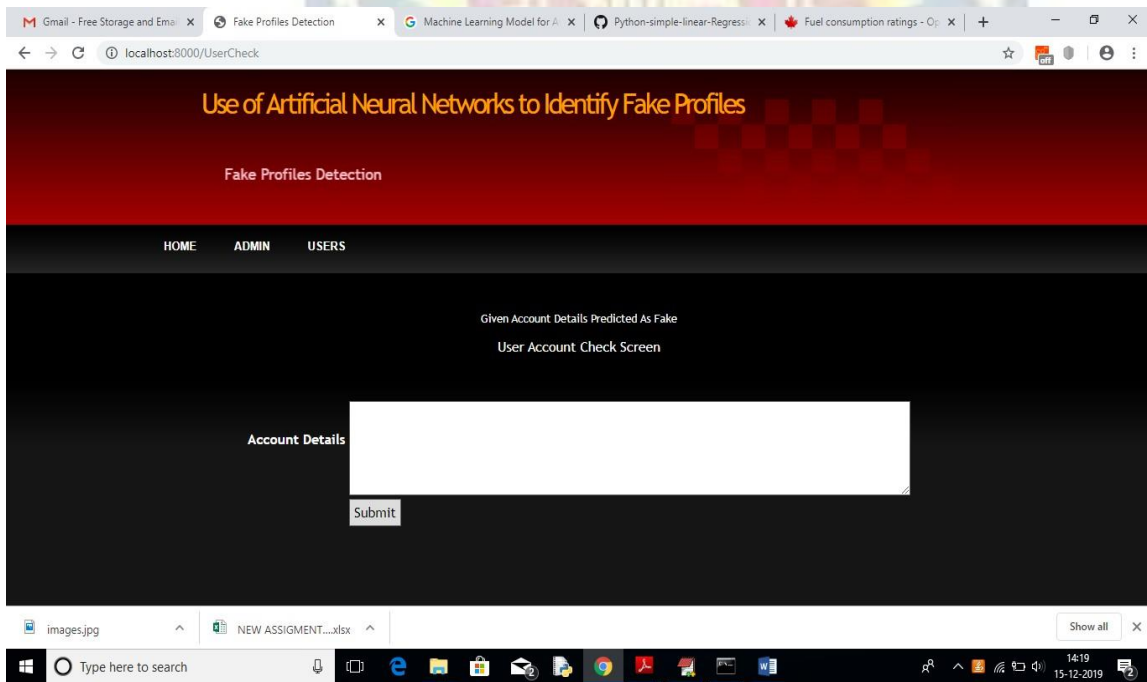 Gmail - Free Storage and Emai
Fake Profiles Detection
Machine Learning Model for A
Python-simple-linear-Regressi
Fuel consumption ratings - Op
localhost:8000/UserCheck
off
Use of Artificial Neural Networks to Identify Fake Profiles
Fake Profiles Detection
HOME ADMIN USERS
Given Account Details Predicted As Fake
User Account Check Screen
Account Details
Submit
images.jpg
NEW ASSIGMENT....xlsx
Show all
Type here to search
2
14:19
15-12-2019
2